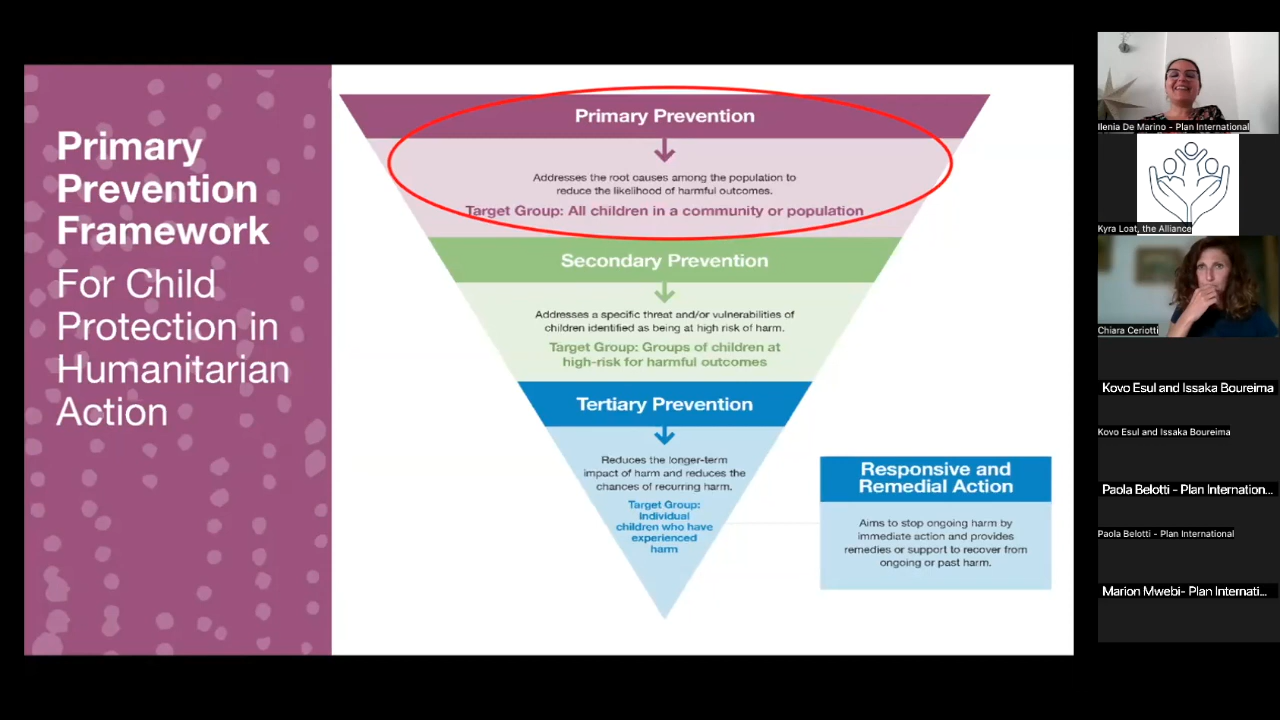 Primary
Prevention
Framework
For Child
Protection in
Humanitarian
Action
Primary Prevention
Addresses the root causes among the population to
reduce the likelihood of harmful outcomes.
Target Group: All children in a community or population
Secondary Prevention
Addresses a specific threat and/or vulnerabilities of
children identified as being at high risk of harm.
Target Group: Groups of children at
high-risk for harmful outcomes
Tertiary Prevention
Reduces the longer-term
impact of harm and reduces the
chances of recurring harm.
Target Group:
Individual
children who have
experienced
harm
Responsive and
Remedial Action
Aims to stop ongoing harm by
immediate action and provides
remedies or support to recover from
ongoing or past harm.
Ilenia De Marino - Plan International
Kyra Loat, the Alliance
Chiara Ceriotti
Kovo Esul and Issaka Boureima
Kovo Esul and Issaka Boureima
Paola Belotti - Plan Internation...
Paola Belotti - Plan International
Marion Mwebi- Plan Internati...